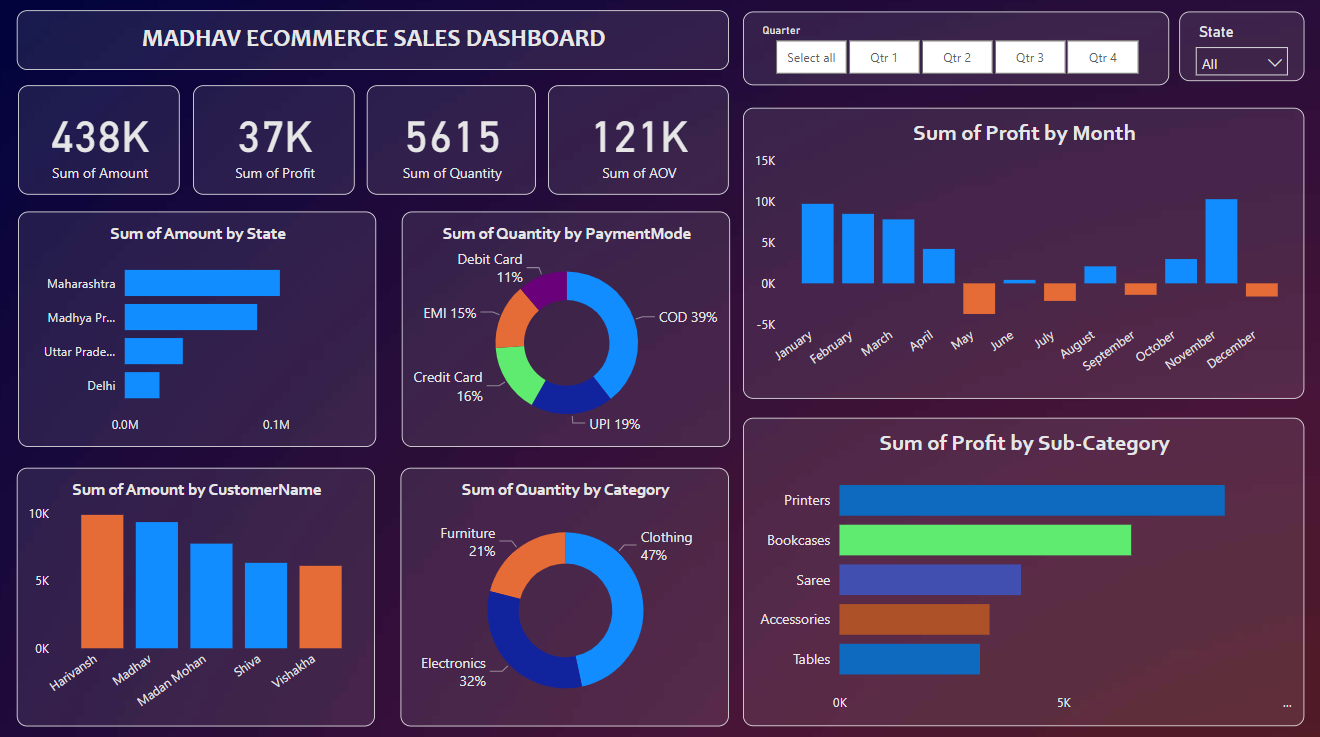 MADHAV ECOMMERCE SALES DASHBOARD
Quarter
Select all
Qtr 1
Qtr 2
Qtr 3
Qtr 4
State
All
438K
Sum of Amount
37K
Sum of Profit
5615
Sum of Quantity
121K
Sum of AOV
Sum of Amount by State
Maharashtra
Madhya Pr...
Uttar Prade...
Delhi
0.0M
0.1M
Sum of Quantity by PaymentMode
Debit Card
11%
EMI 15%
Credit Card
16%
COD 39%
UPI 19%
Sum of Profit by Month
15K
10K
5K
0K
-5K
January
February
March
April
May
June
July
August
September
October
November
December
Sum of Amount by CustomerName
10K
5K
0K
Harivansh
Madhav
Madan Mohan
Shiva
Vishakha
Sum of Quantity by Category
Furniture
21%
Clothing
47%
Electronics
32%
Sum of Profit by Sub-Category
Printers
Bookcases
Saree
Accessories
Tables
0K
5K
...